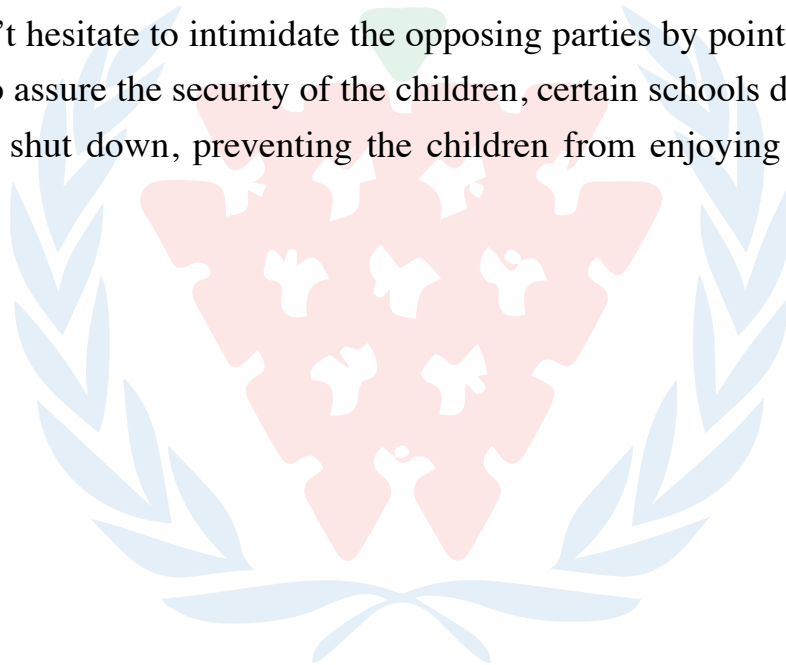 ’t hesitate to intimidate the opposing parties by point
o assure the security of the children, certain schools d
shut down, preventing the children from enjoying